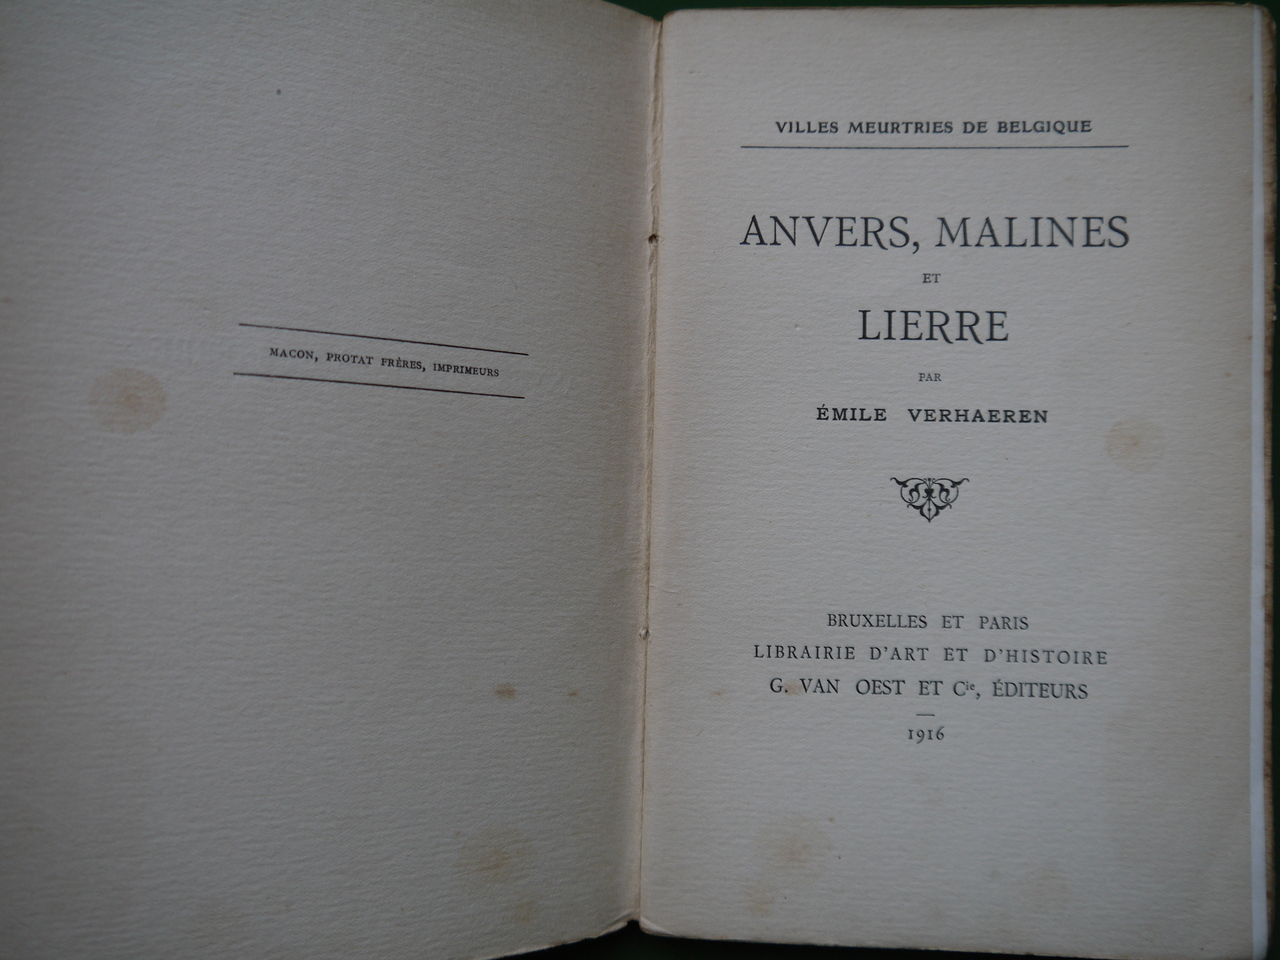 MACON, PROTAT FRÈRES, IMPRIMEURS
VILLES MEURTRIES DE BELGIQUE
ANVERS, MALINES
ET
LIERRE
PAR
ÉMILE VERHAEREN
BRUXELLES ET PARIS
LIBRAIRIE D'ART ET D'HISTOIRE
G. VAN OEST ET Cie, ÉDITEURS
1916